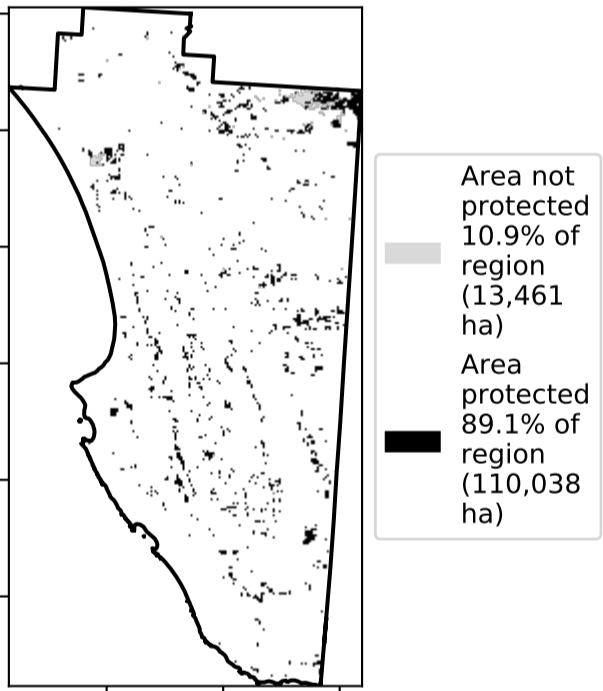 Area not
protected
10.9% of
region
(13,461
ha)
Area
protected
89.1% of
region
(110,038
ha)